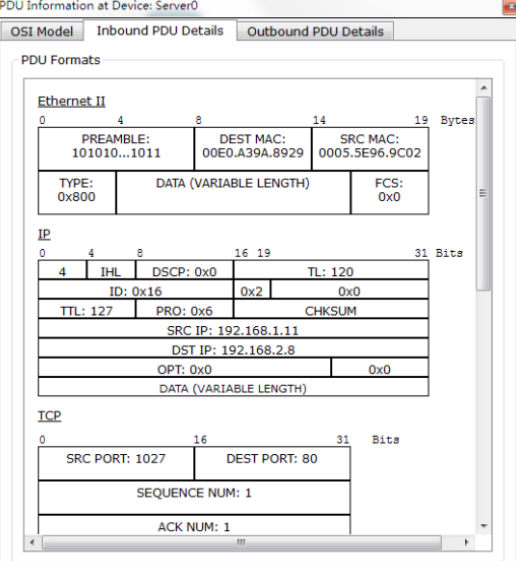 PDU Information at Device: Server0
OSI Model Inbound PDU Details Outbound PDU Details
PDU Formats
Ethernet II
0 4 8 14 19 Bytes
PREAMBLE: DEST MAC: SRC MAC:
101010...1011 00E0.A39A.8929 0005.5E96.9C02
TYPE: DATA (VARIABLE LENGTH) FCS:
0x800 0x0
IP
0 4 8 16 19 31 Bits
4 IHL DSCP: 0x0 TL: 120
ID: 0x16 0x2 0x0
TTL: 127 PRO: 0x6 CHKSUM
SRC IP: 192.168.1.11
DST IP: 192.168.2.8
OPT: 0x0 0x0
DATA (VARIABLE LENGTH)
TCP
0 16 31 Bits
SRC PORT: 1027 DEST PORT: 80
SEQUENCE NUM: 1
ACK NUM: 1